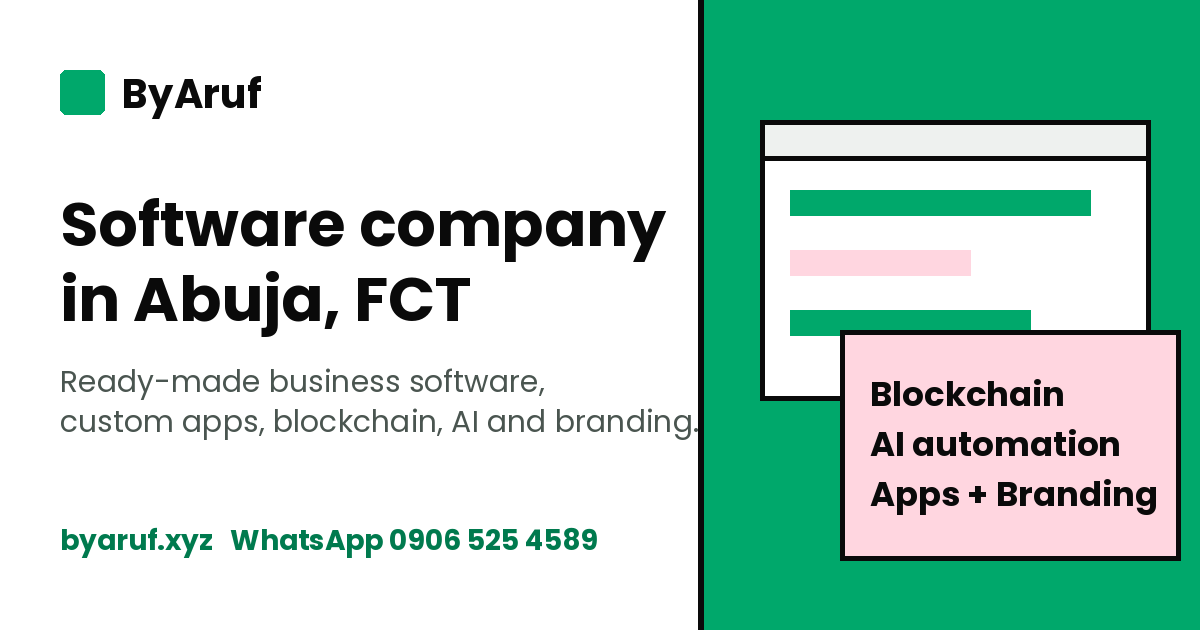 ByAruf
Software company
in Abuja, FCT
Ready-made business software,
custom apps, blockchain, AI and branding.
byaruf.xyz WhatsApp 0906 525 4589
Blockchain
AI automation
Apps + Branding